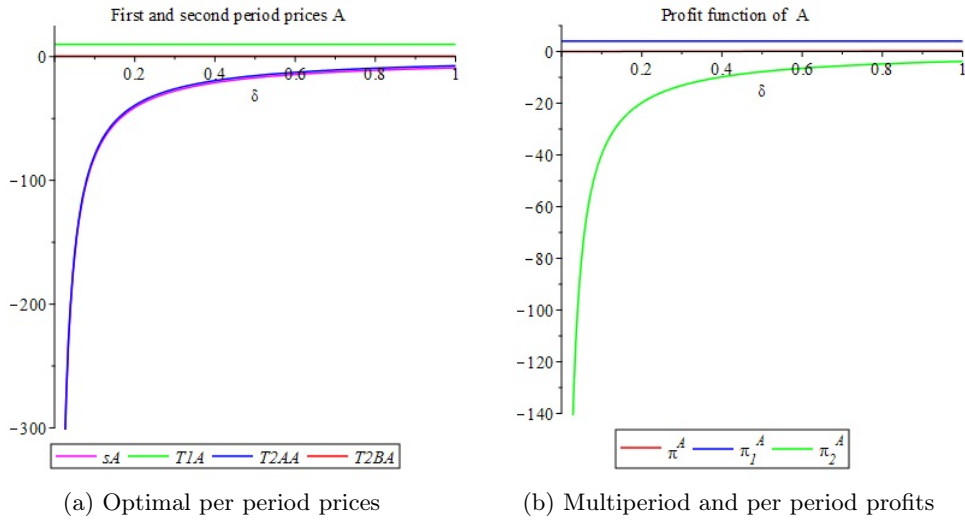 First and second period prices A
0
0.2 0.4 0.6 0.8 1
δ
−100
−200
−300
sA T1A T2AA T2BA
(a) Optimal per period prices
Profit function of A
0
0.2 0.4 0.6 0.8 1
δ
−20
−40
−60
−80
−100
−120
−140
π^A π_1^A π_2^A
(b) Multiperiod and per period profits